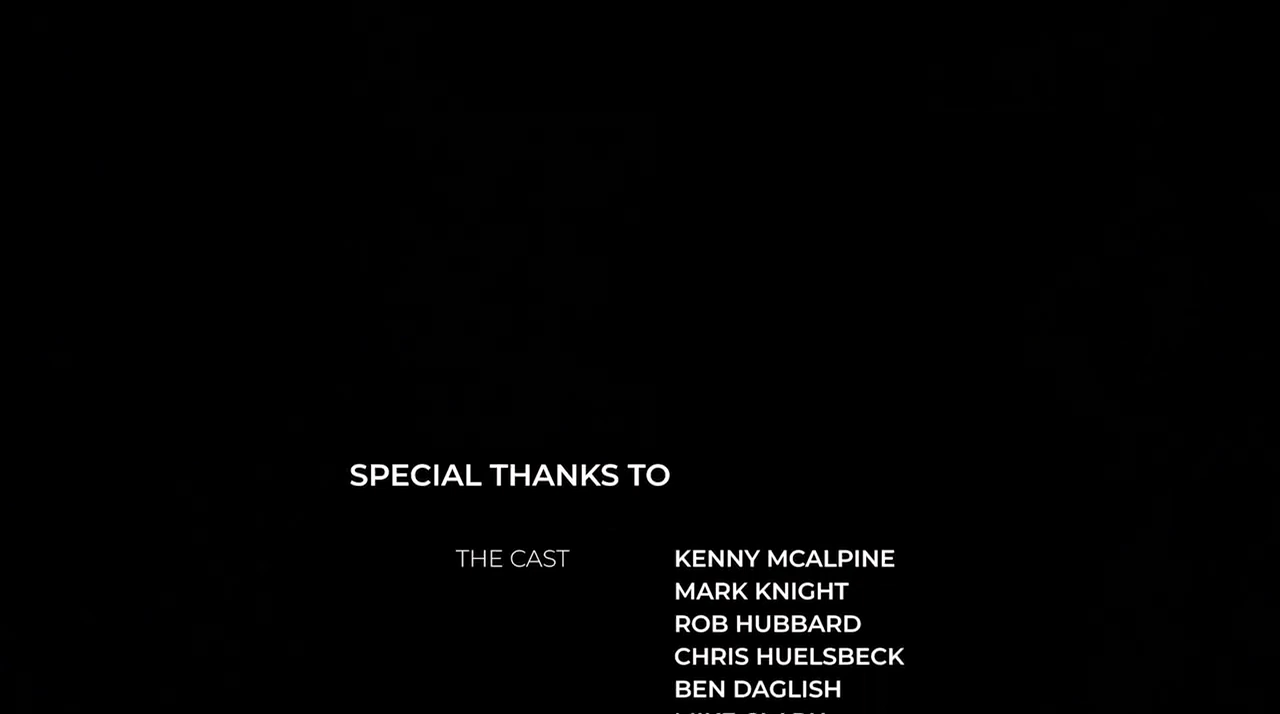 SPECIAL THANKS TO
THE CAST KENNY MCALPINE
MARK KNIGHT
ROB HUBBARD
CHRIS HUELSBECK
BEN DAGLISH